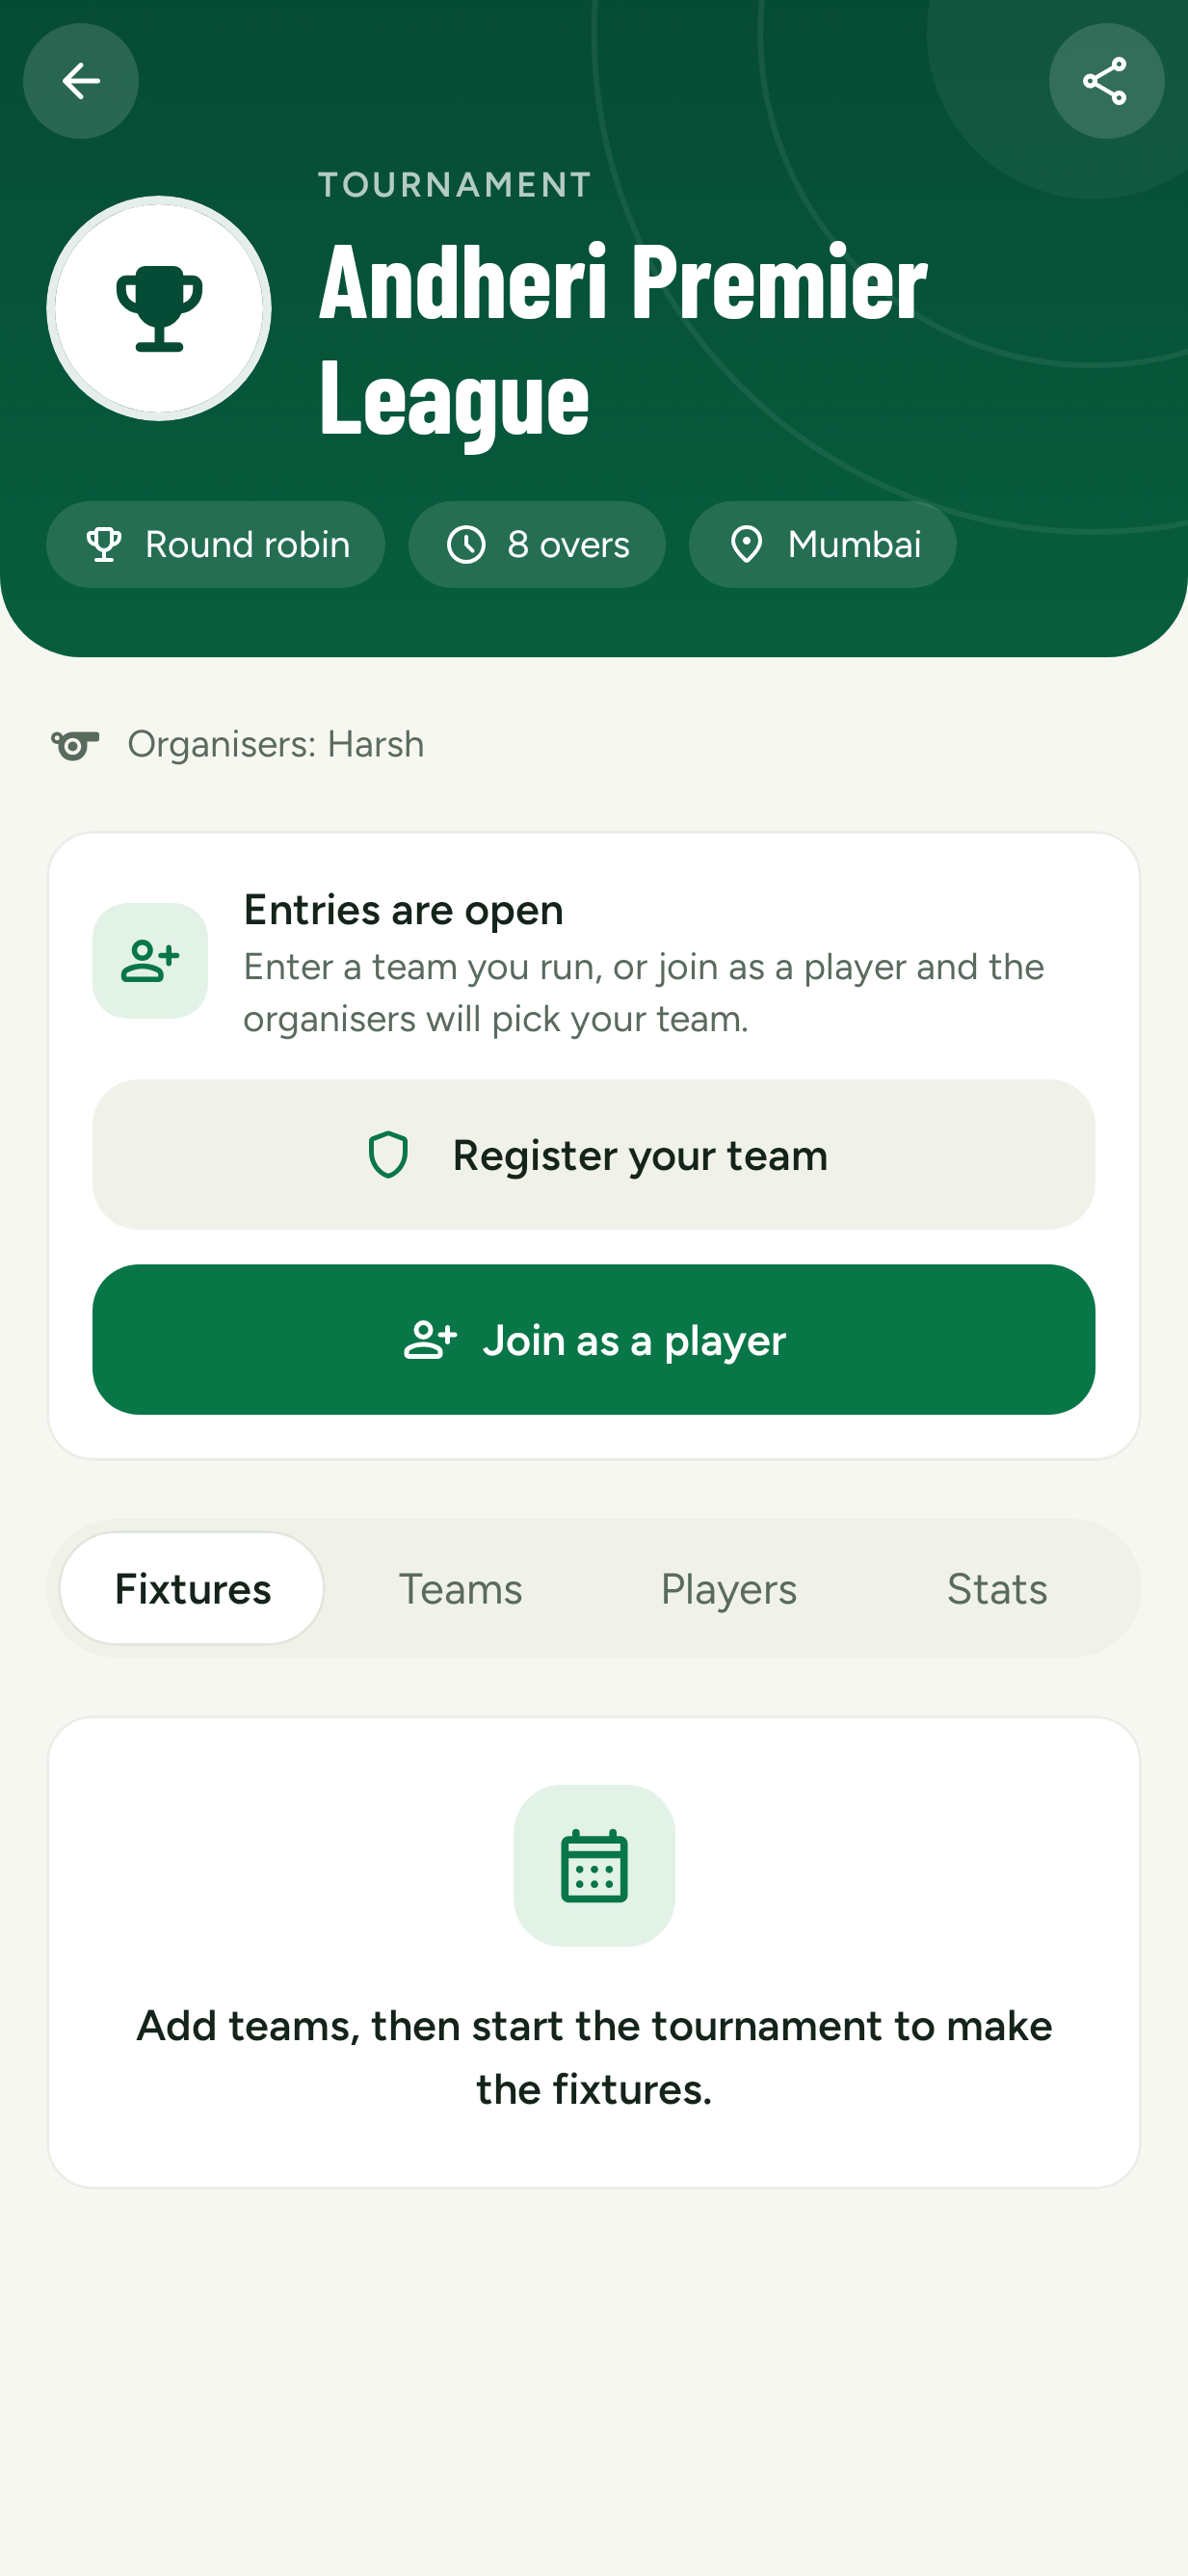 TOURNAMENT
Andheri Premier
League
Round robin
8 overs
Mumbai
Organisers: Harsh
Entries are open
Enter a team you run, or join as a player and the
organisers will pick your team.
Register your team
Join as a player
Fixtures
Teams
Players
Stats
Add teams, then start the tournament to make
the fixtures.